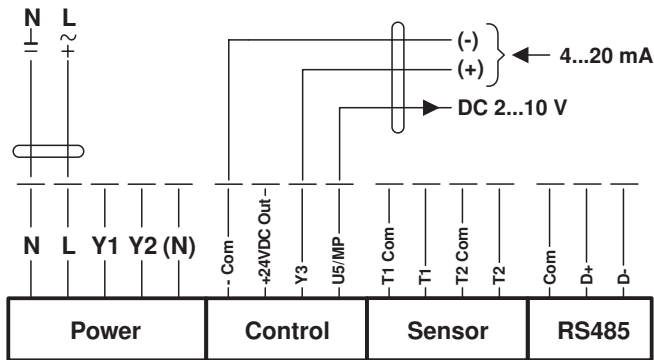 N L
⊥ ~
= +
(-)
(+)
4...20 mA
DC 2...10 V
N L Y1 Y2 (N)
- Com
+24VDC Out
Y3
U5/MP
T1 Com
T1
T2 Com
T2
Com
D+
D-
Power Control Sensor RS485